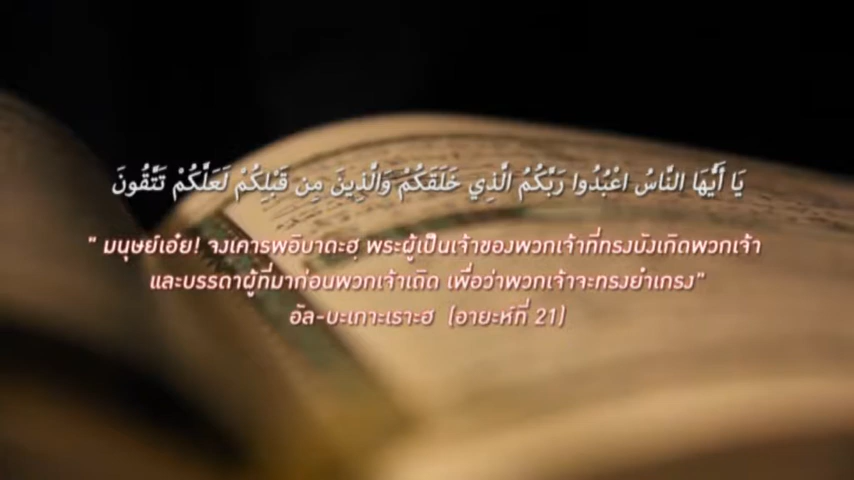 يَا أَيُّهَا النَّاسُ اعْبُدُوا رَبَّكُمُ الَّذِي خَلَقَكُمْ وَالَّذِينَ مِن قَبْلِكُمْ لَعَلَّكُمْ تَتَّقُونَ
" มนุษย์เอ๋ย! จงเคารพอิบาดะฮฺ พระผู้เป็นเจ้าของพวกเจ้าที่ทรงบังเกิดพวกเจ้า
และบรรดาผู้ที่มาก่อนพวกเจ้าเถิด เพื่อว่าพวกเจ้าจะทรงยำเกรง"
อัล-บะเกาะเราะฮ (อายะห์ที่ 21)